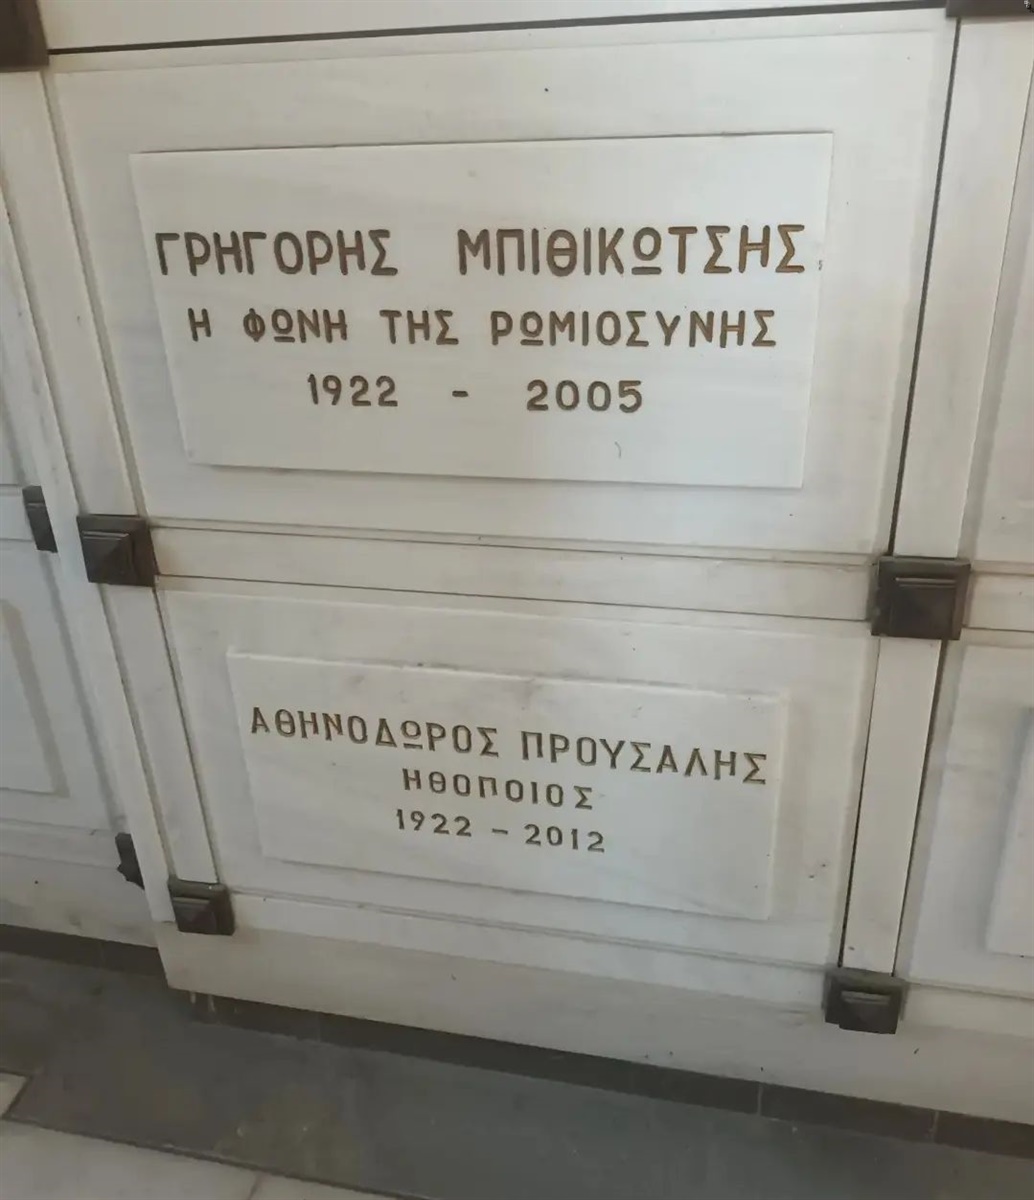 ΓΡΗΓΟΡΗΣ ΜΠΙΘΙΚΩΤΣΗΣ
Η ΦΩΝΗ ΤΗΣ ΡΩΜΙΟΣΥΝΗΣ
1922 - 2005
ΑΘΗΝΟΔΩΡΟΣ ΠΡΟΥΣΑΛΗΣ
ΗΘΟΠΟΙΟΣ
1922 - 2012